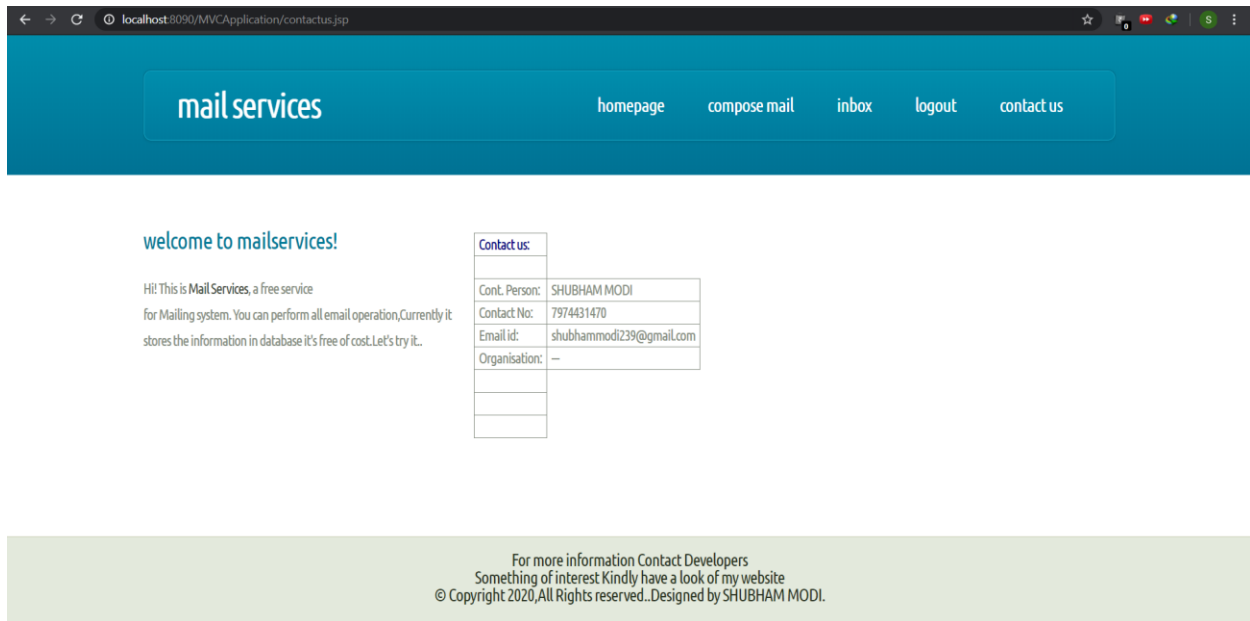 localhost:8090/MVCApplication/contactus.jsp
0
S
mail services
homepage compose mail inbox logout contact us
welcome to mailservices!
Hi! This is Mail Services, a free service
for Mailing system. You can perform all email operation,Currently it
stores the information in database it's free of cost.Let's try it..
Contact us:
Cont. Person: SHUBHAM MODI
Contact No: 7974431470
Email id: shubhammodi239@gmail.com
Organisation: ---
For more information Contact Developers
Something of interest Kindly have a look of my website
© Copyright 2020,All Rights reserved..Designed by SHUBHAM MODI.